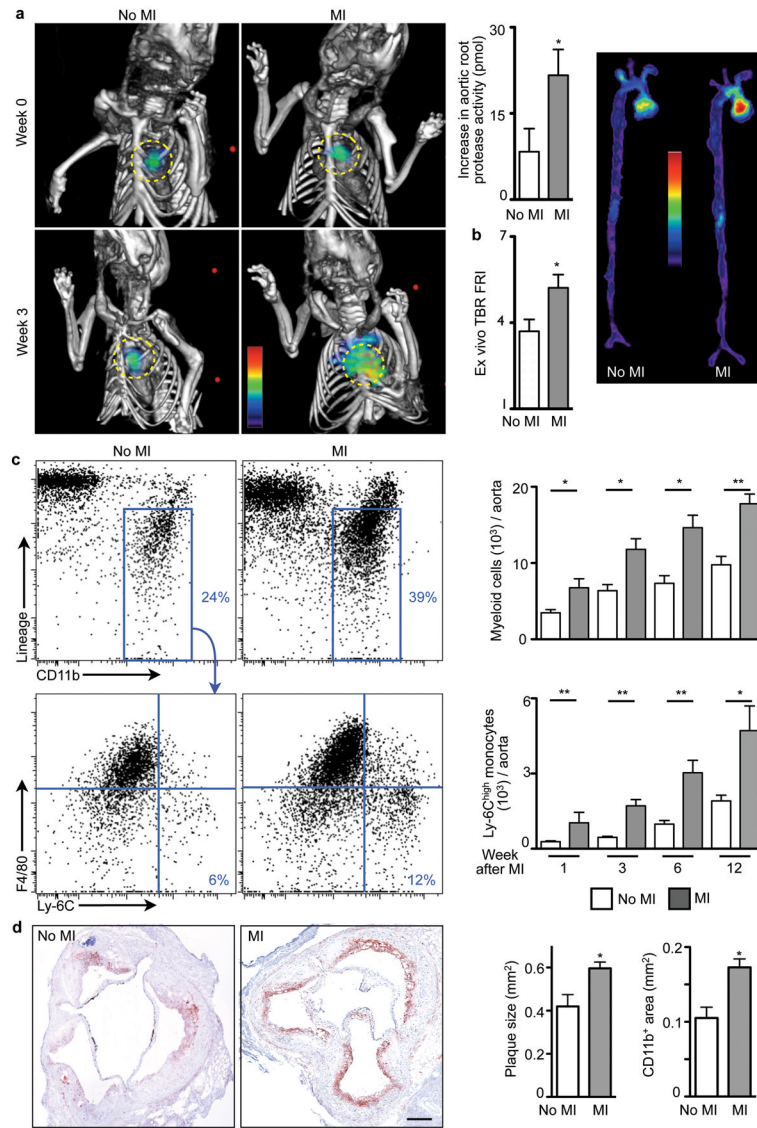 a
No MI
MI
Week 0
Week 3
Increase in aortic root
protease activity (pmol)
30
15
0
*
No MI
MI
b
Ex vivo TBR FRI
7
4
1
*
No MI
MI
No MI
MI
c
No MI
MI
Lineage
CD11b
24%
39%
F4/80
Ly-6C
6%
12%
Myeloid cells (10³) / aorta
20
10
0
*
*
*
**
Ly-6Cʰⁱᵍʰ monocytes
(10³) / aorta
6
3
0
**
**
**
*
Week
after MI
1
3
6
12
No MI
MI
d
No MI
MI
Plaque size (mm²)
0.6
0.4
0.2
0
*
No MI
MI
CD11b⁺ area (mm²)
0.2
0.1
0
*
No MI
MI